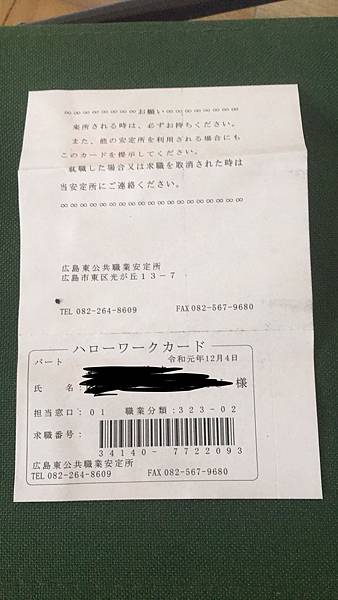 ∞∞∞∞∞∞∞∞お願い∞∞∞∞∞∞∞∞
来所される時は、必ずお持ちください。
また、他の安定所を利用される場合にも
このカードを提示してください。
就職した場合又は求職を取消された時は
当安定所にご連絡ください。
∞∞∞∞∞∞∞∞∞∞∞∞∞∞∞∞∞∞∞∞
広島東公共職業安定所
広島市東区光が丘13-7
TEL 082-264-8609 FAX 082-567-9680
ハローワークカード
パート 令和元年12月4日
氏 名: 様
担当窓口:01 職業分類:323-02
求職番号:
34140-7722093
広島東公共職業安定所
TEL 082-264-8609 FAX 082-567-9680